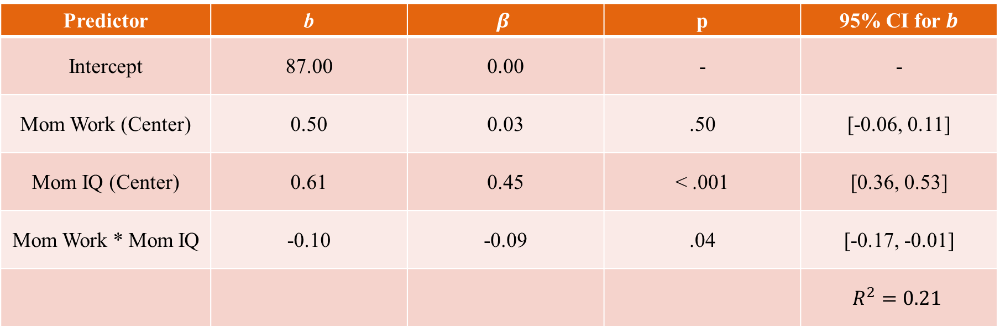 Predictor b β p 95% CI for b
Intercept 87.00 0.00 - -
Mom Work (Center) 0.50 0.03 .50 [-0.06, 0.11]
Mom IQ (Center) 0.61 0.45 < .001 [0.36, 0.53]
Mom Work * Mom IQ -0.10 -0.09 .04 [-0.17, -0.01]
R² = 0.21